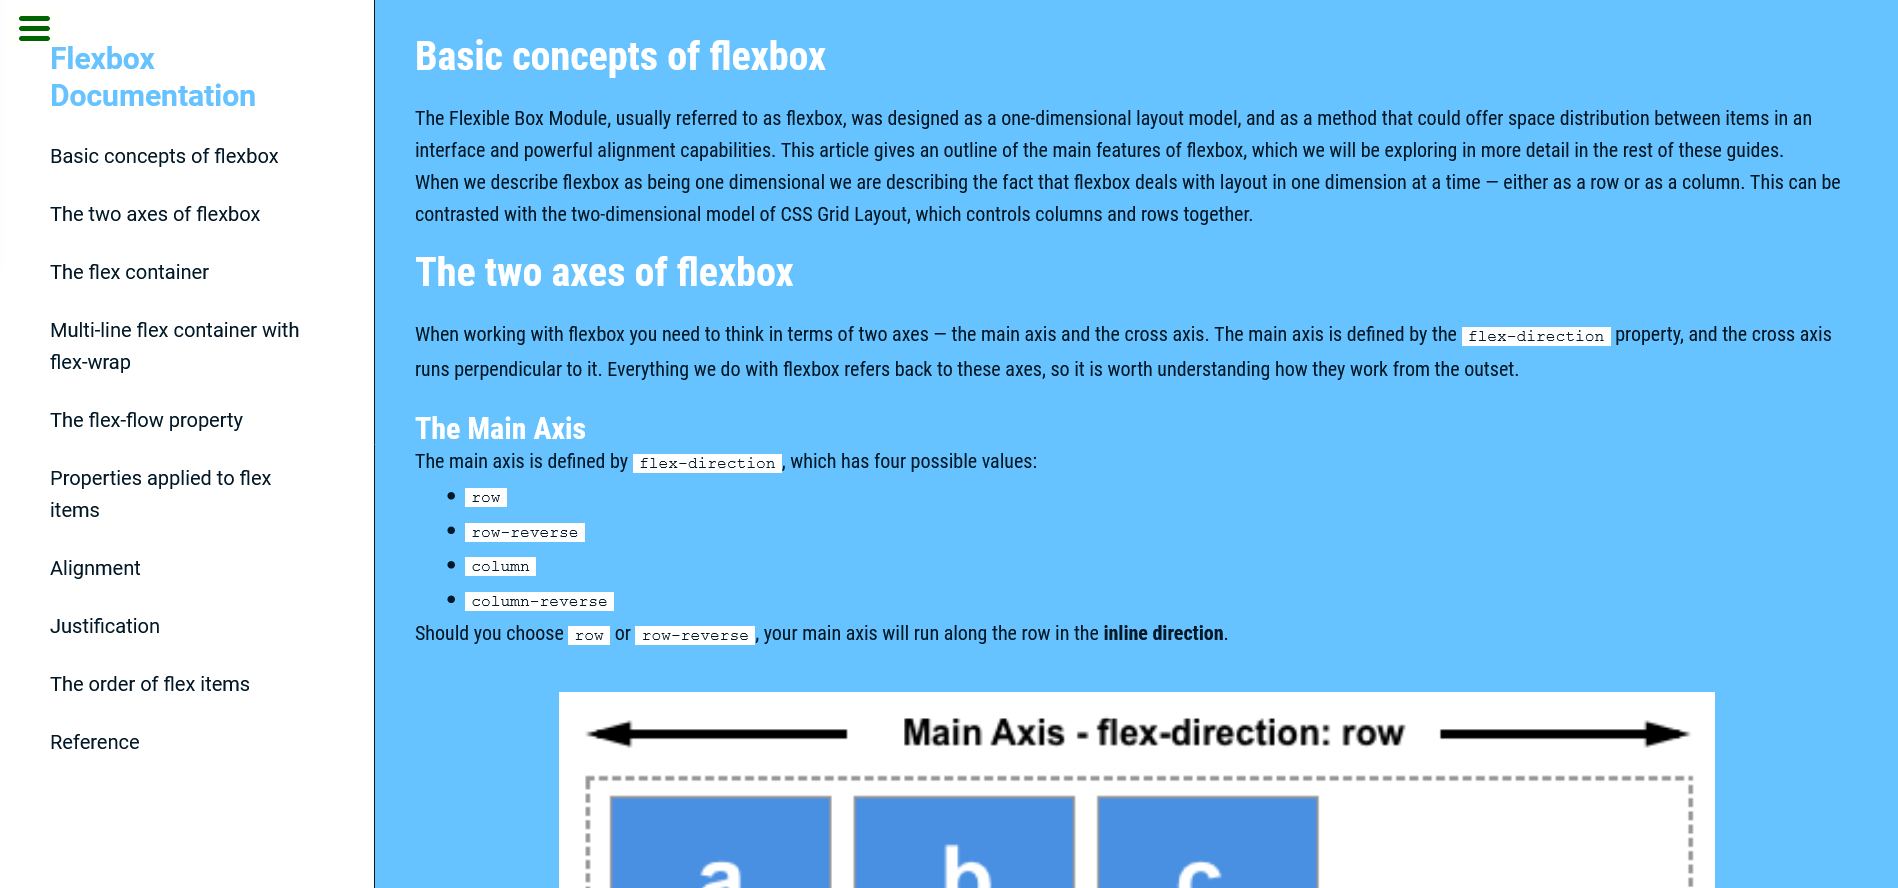 Flexbox
Documentation
Basic concepts of flexbox
The two axes of flexbox
The flex container
Multi-line flex container with
flex-wrap
The flex-flow property
Properties applied to flex
items
Alignment
Justification
The order of flex items
Reference
Basic concepts of flexbox
The Flexible Box Module, usually referred to as flexbox, was designed as a one-dimensional layout model, and as a method that could offer space distribution between items in an
interface and powerful alignment capabilities. This article gives an outline of the main features of flexbox, which we will be exploring in more detail in the rest of these guides.
When we describe flexbox as being one dimensional we are describing the fact that flexbox deals with layout in one dimension at a time — either as a row or as a column. This can be
contrasted with the two-dimensional model of CSS Grid Layout, which controls columns and rows together.
The two axes of flexbox
When working with flexbox you need to think in terms of two axes — the main axis and the cross axis. The main axis is defined by the flex-direction property, and the cross axis
runs perpendicular to it. Everything we do with flexbox refers back to these axes, so it is worth understanding how they work from the outset.
The Main Axis
The main axis is defined by flex-direction, which has four possible values:
row
row-reverse
column
column-reverse
Should you choose row or row-reverse, your main axis will run along the row in the inline direction.
Main Axis - flex-direction: row
a b c